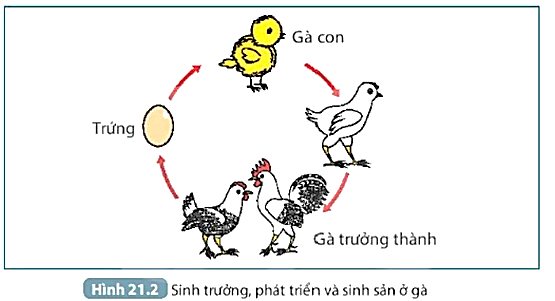 Gà con
Trứng
Gà trưởng thành
Hình 21.2 Sinh trưởng, phát triển và sinh sản ở gà